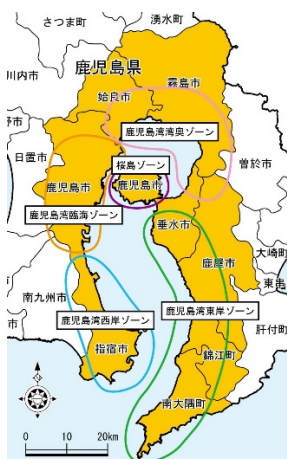 さつま町
湧水町
鹿児島県
川内市
姶良市
霧島市
鹿児島湾湾奥ゾーン
野市
日置市
桜島ゾーン
曽於市
鹿児島市
鹿児島市
鹿児島湾臨海ゾーン
垂水市
大崎町
鹿屋市
東串
南九州市
鹿児島湾西岸ゾーン
鹿児島湾東岸ゾーン
肝付町
指宿市
錦江町
南大隅町
0 10 20km